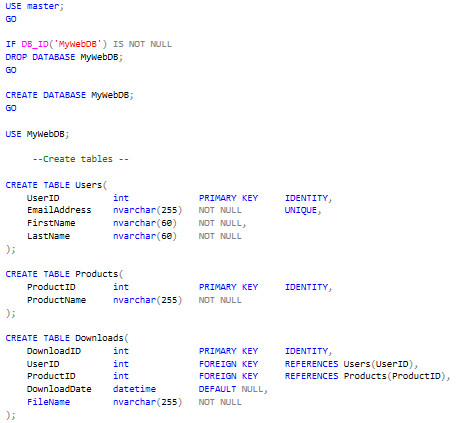 USE master;
GO
IF DB_ID('MyWebDB') IS NOT NULL
DROP DATABASE MyWebDB;
GO
CREATE DATABASE MyWebDB;
GO
USE MyWebDB;
--Create tables --
CREATE TABLE Users(
UserID int PRIMARY KEY IDENTITY,
EmailAddress nvarchar(255) NOT NULL UNIQUE,
FirstName nvarchar(60) NOT NULL,
LastName nvarchar(60) NOT NULL
);
CREATE TABLE Products(
ProductID int PRIMARY KEY IDENTITY,
ProductName nvarchar(255) NOT NULL
);
CREATE TABLE Downloads(
DownloadID int PRIMARY KEY IDENTITY,
UserID int FOREIGN KEY REFERENCES Users(UserID),
ProductID int FOREIGN KEY REFERENCES Products(ProductID),
DownloadDate datetime DEFAULT NULL,
FileName nvarchar(255) NOT NULL
);